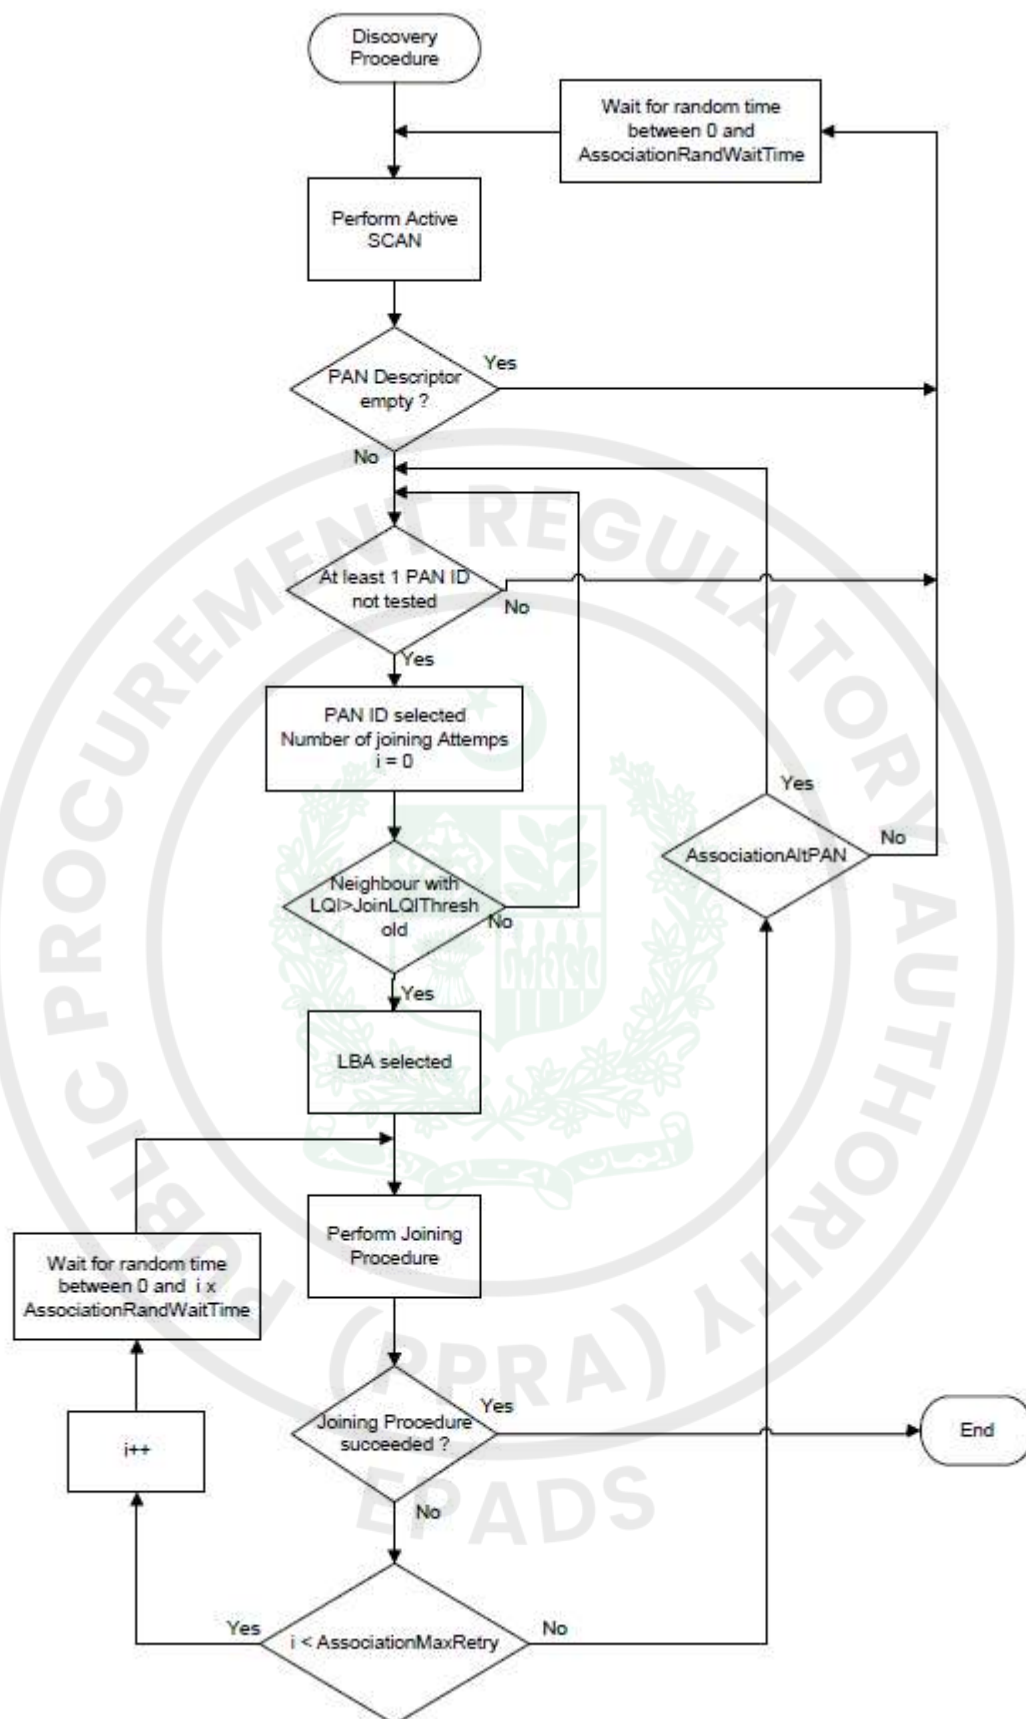 Discovery
Procedure
Wait for random time
between 0 and
AssociationRandWaitTime
Perform Active
SCAN
PAN Descriptor
empty ?
Yes
No
At least 1 PAN ID
not tested
No
Yes
PAN ID selected
Number of joining Attemps
i = 0
Yes
AssociationAltPAN
No
Neighbour with
LQI>JoinLQIThresh
old
No
Yes
LBA selected
Perform Joining
Procedure
Wait for random time
between 0 and i x
AssociationRandWaitTime
Joining Procedure
succeeded ?
Yes
End
i++
No
i < AssociationMaxRetry
Yes
No
PUBLIC PROCUREMENT REGULATORY AUTHORITY
(PPRA)
EPADS